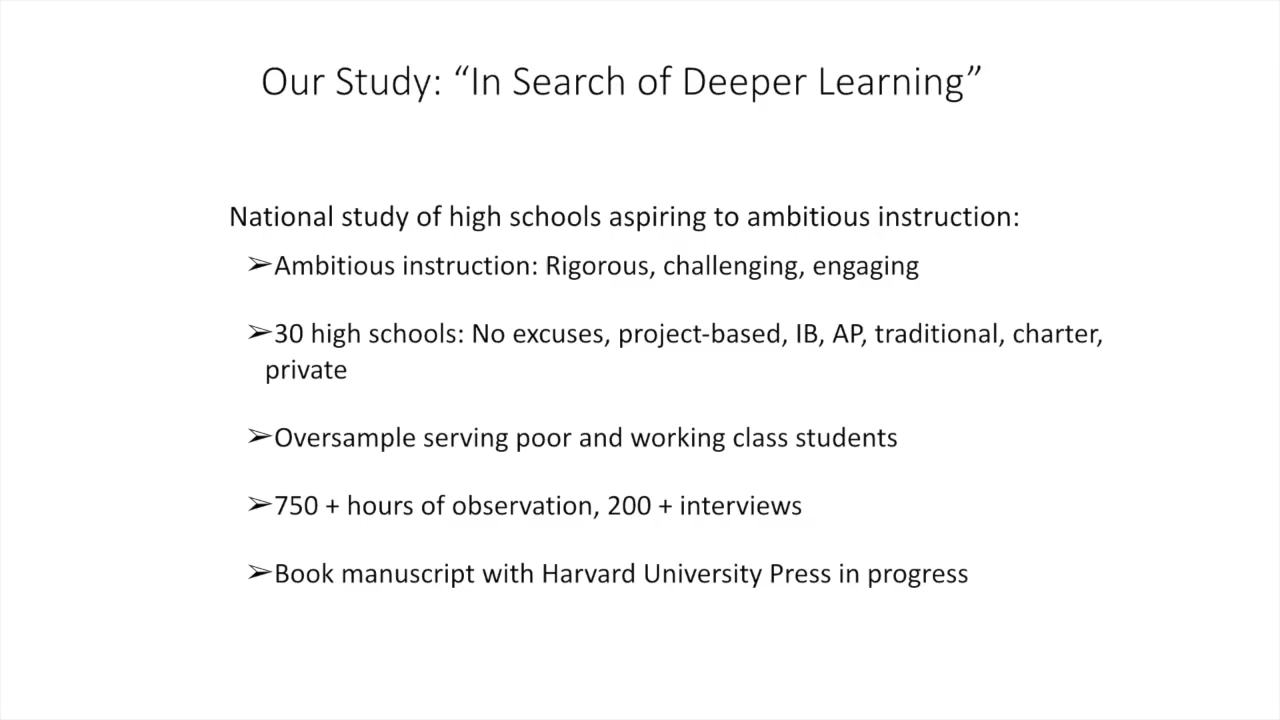 Our Study: “In Search of Deeper Learning”
National study of high schools aspiring to ambitious instruction:
➢Ambitious instruction: Rigorous, challenging, engaging
➢30 high schools: No excuses, project-based, IB, AP, traditional, charter,
private
➢Oversample serving poor and working class students
➢750 + hours of observation, 200 + interviews
➢Book manuscript with Harvard University Press in progress